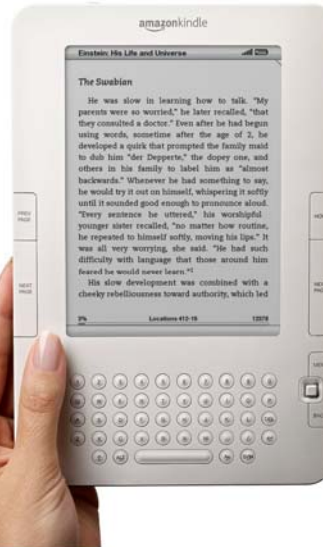 amazonkindle
Einstein: His Life and Universe
The Swabian
He was slow in learning how to talk. "My
parents were so worried," he later recalled, "that
they consulted a doctor." Even after he had begun
using words, sometime after the age of 2, he
developed a quirk that prompted the family maid
to dub him "der Depperte," the dopey one, and
others in his family to label him as "almost
backwards." Whenever he had something to say,
he would try it out on himself, whispering it softly
until it sounded good enough to pronounce aloud.
"Every sentence he uttered," his worshipful
younger sister recalled, "no matter how routine,
he repeated to himself softly, moving his lips." It
was all very worrying, she said. "He had such
difficulty with language that those around him
feared he would never learn."1
His slow development was combined with a
cheeky rebelliousness toward authority, which led
Locations 412-18
PREV
PAGE
NEXT
PAGE